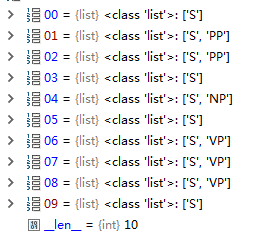 00 = {list} <class 'list'>: ['S']
01 = {list} <class 'list'>: ['S', 'PP']
02 = {list} <class 'list'>: ['S', 'PP']
03 = {list} <class 'list'>: ['S']
04 = {list} <class 'list'>: ['S', 'NP']
05 = {list} <class 'list'>: ['S']
06 = {list} <class 'list'>: ['S', 'VP']
07 = {list} <class 'list'>: ['S', 'VP']
08 = {list} <class 'list'>: ['S', 'VP']
09 = {list} <class 'list'>: ['S']
__len__ = {int} 10